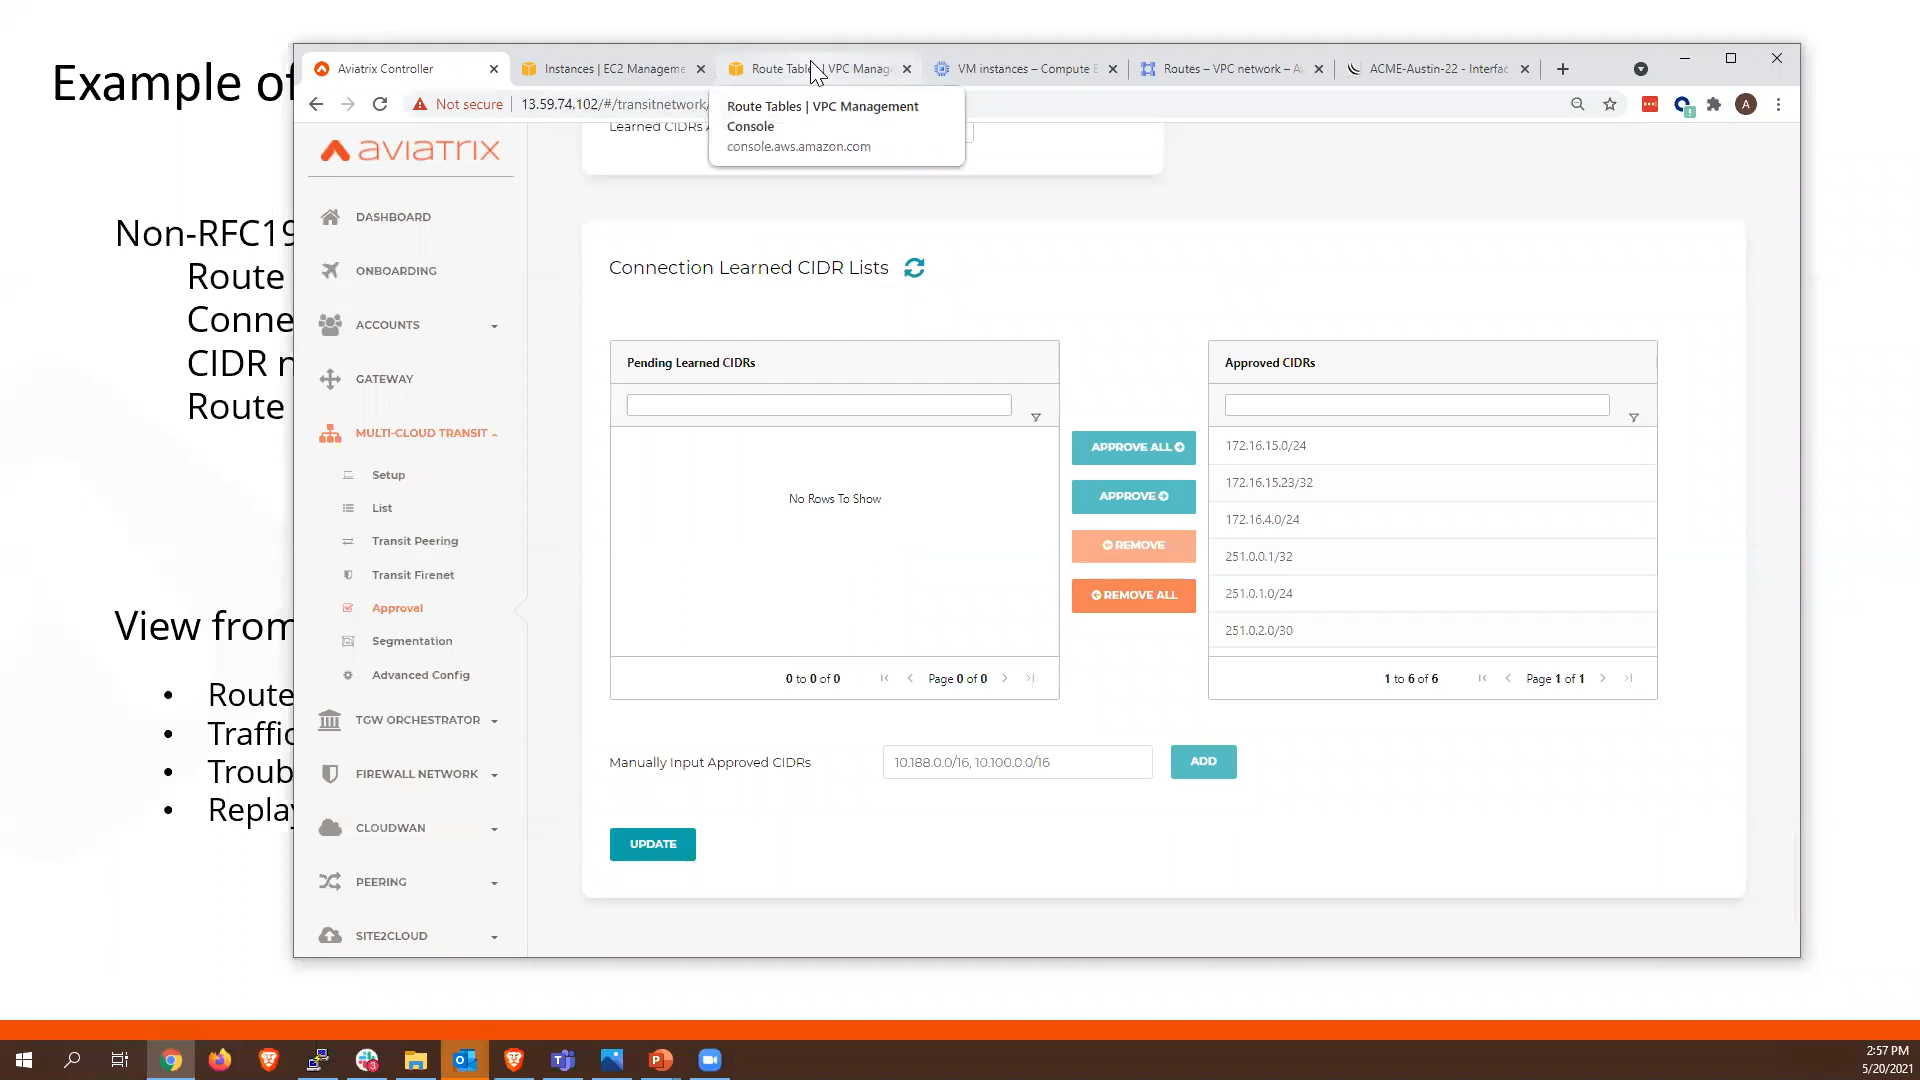 Example of
Non-RFC19
Route
Conne
CIDR n
Route
View from
• Route
• Traffic
• Troub
• Replay
Aviatrix Controller
Instances | EC2 Manageme
Route Tabl | VPC Manag
VM instances – Compute E
Routes – VPC network – Au
ACME-Austin-22 - Interfac
Not secure
13.59.74.102/#/transitnetwork/
Route Tables | VPC Management
Console
console.aws.amazon.com
A
AVIATRIX
DASHBOARD
ONBOARDING
ACCOUNTS
GATEWAY
MULTI-CLOUD TRANSIT
Setup
List
Transit Peering
Transit Firenet
Approval
Segmentation
Advanced Config
TGW ORCHESTRATOR
FIREWALL NETWORK
CLOUDWAN
PEERING
SITE2CLOUD
Learned CIDRs A
Connection Learned CIDR Lists
Pending Learned CIDRs
No Rows To Show
0 to 0 of 0
Page 0 of 0
APPROVE ALL
APPROVE
REMOVE
REMOVE ALL
Approved CIDRs
172.16.15.0/24
172.16.15.23/32
172.16.4.0/24
251.0.0.1/32
251.0.1.0/24
251.0.2.0/30
1 to 6 of 6
Page 1 of 1
Manually Input Approved CIDRs
10.188.0.0/16, 10.100.0.0/16
ADD
UPDATE
2:57 PM
5/20/2021